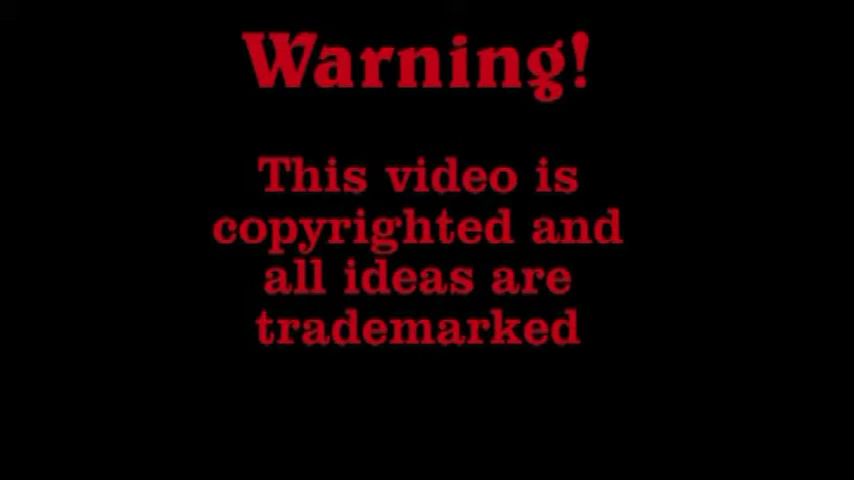 Warning!
This video is
copyrighted and
all ideas are
trademarked